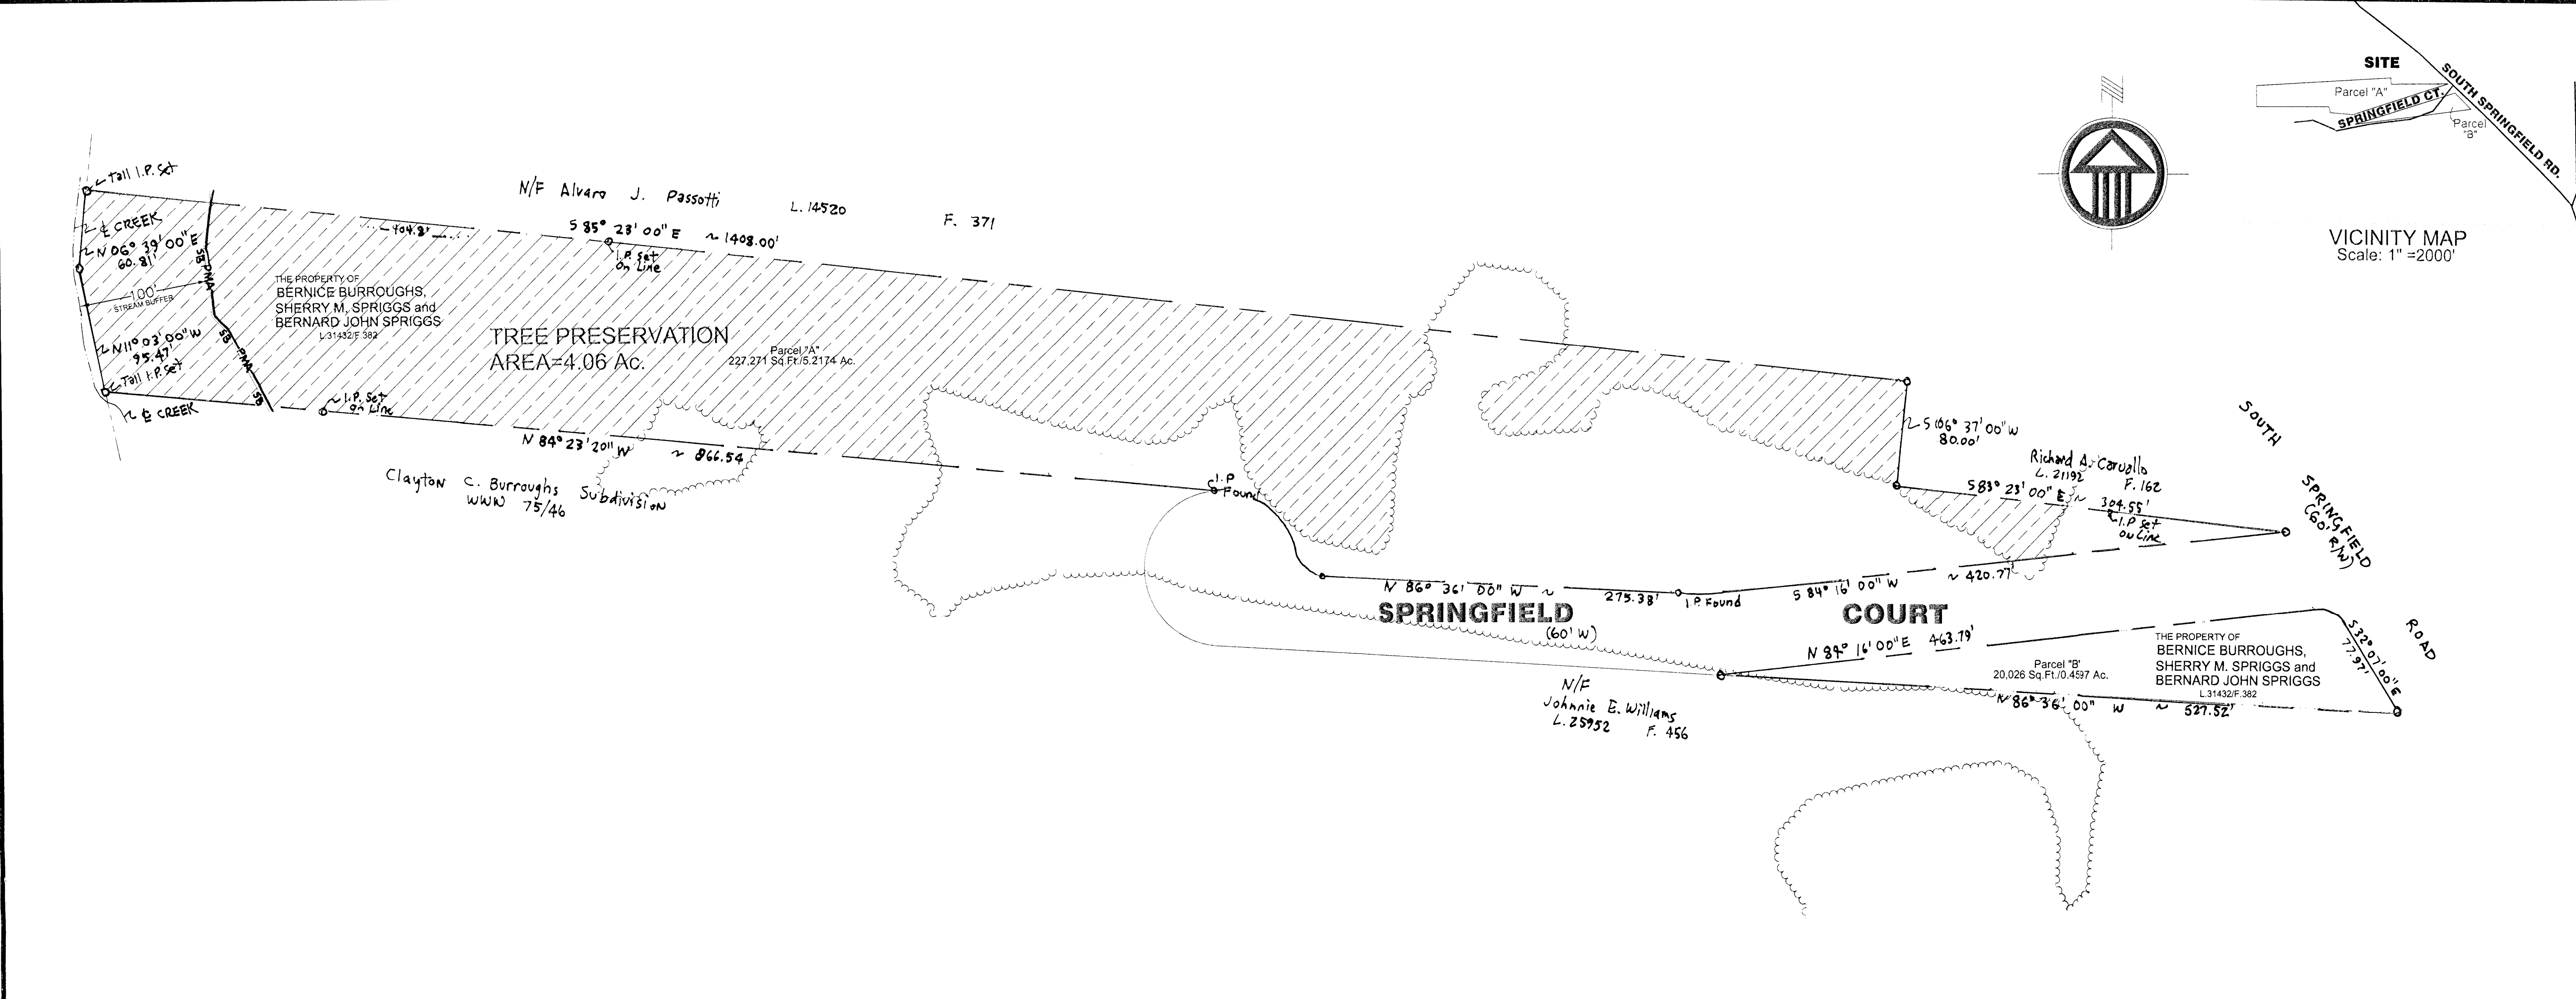 SITE
Parcel "A"
SPRINGFIELD CT.
SOUTH SPRINGFIELD RD.
Parcel
"B"
N
VICINITY MAP
Scale: 1" =2000'
Tall I.P. Set
N/F Alvaro J. Passotti L. 14520 F. 371
S 85° 23' 00" E ~ 1408.00'
404.8'
I.P. Set
On Line
℄ CREEK
N 06° 39' 00" E
60.81'
100'
STREAM BUFFER
N 11° 03' 00" W
95.47'
Tall I.P. Set
℄ CREEK
SB PMA
SB PMA SB
THE PROPERTY OF
BERNICE BURROUGHS,
SHERRY M. SPRIGGS and
BERNARD JOHN SPRIGGS
L.31432/F.382
TREE PRESERVATION
AREA=4.06 Ac.
Parcel "A"
227,271 Sq.Ft./5.2174 Ac.
I.P. Set
on Line
N 84° 23' 20" W ~ 866.54
Clayton C. Burroughs Subdivision
WWW 75/46
I.P
Found
S 06° 37' 00" W
80.00'
Richard A. Carvallo
L. 21192 F. 162
S 83° 23' 00" E ~ 304.55'
I.P Set
on Line
SOUTH SPRINGFIELD ROAD
(60' R/W)
N 86° 36' 00" W ~ 275.38'
I.P. Found
S 84° 16' 00" W ~ 420.77'
SPRINGFIELD COURT
(60' W)
N 84° 16' 00" E 463.79'
S 32° 07' 00" E
77.97'
THE PROPERTY OF
BERNICE BURROUGHS,
SHERRY M. SPRIGGS and
BERNARD JOHN SPRIGGS
L.31432/F.382
Parcel "B'
20,026 Sq.Ft./0.4597 Ac.
N 86° 36' 00" W ~ 527.52'
N/F
Johnnie E. Williams
L. 25952 F. 456